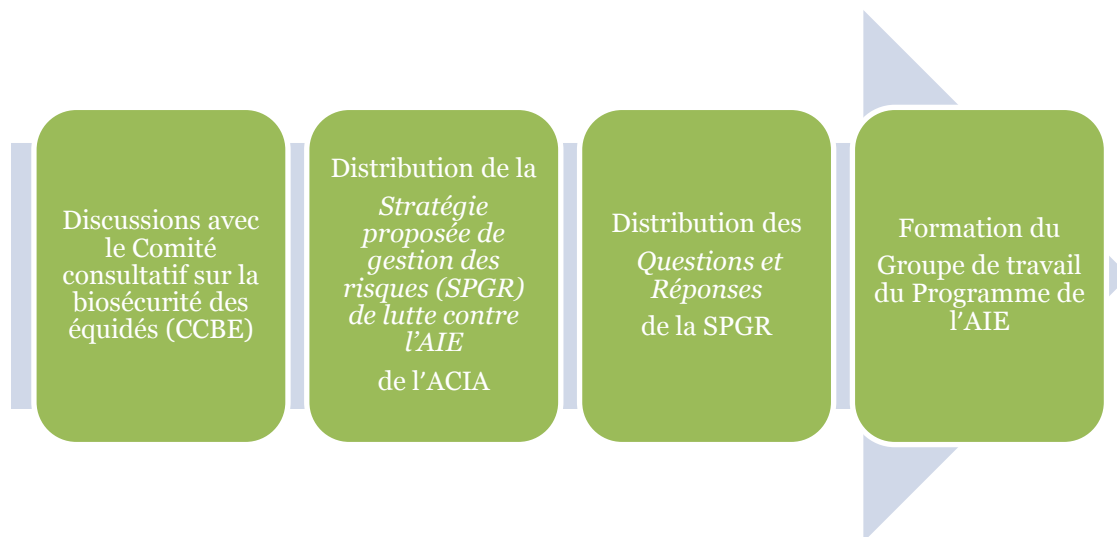 Discussions avec
le Comité
consultatif sur la
biosécurité des
équidés (CCBE)
Distribution de la
Stratégie
proposée de
gestion des
risques (SPGR)
de lutte contre
l'AIE
de l'ACIA
Distribution des
Questions et
Réponses
de la SPGR
Formation du
Groupe de travail
du Programme de
l'AIE